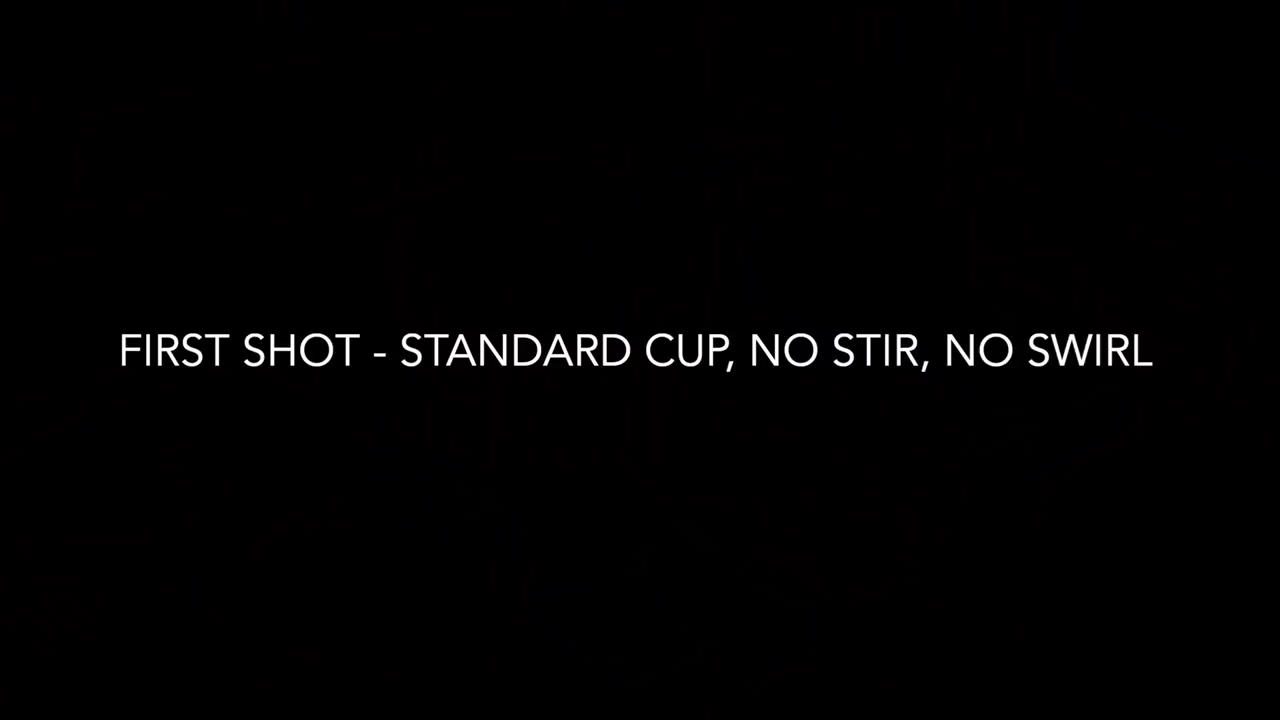 FIRST SHOT - STANDARD CUP, NO STIR, NO SWIRL